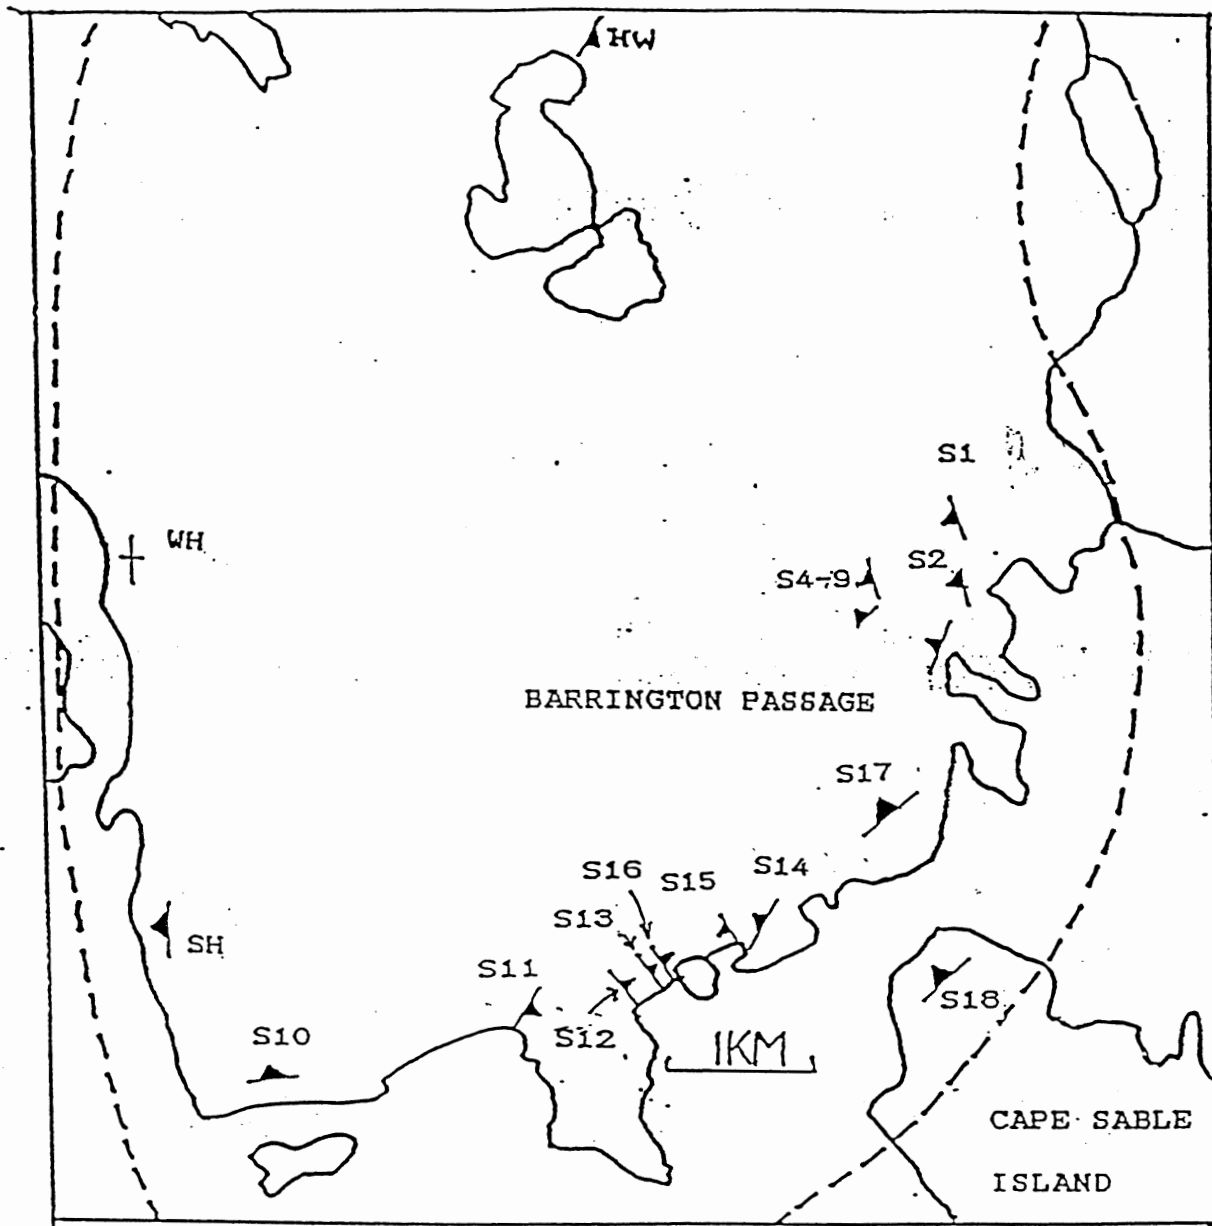 HW
S1
WH
S2
S4-9
BARRINGTON PASSAGE
S17
S16
S15
S14
S13
SH
S11
S18
S10
S12
1KM
CAPE SABLE
ISLAND